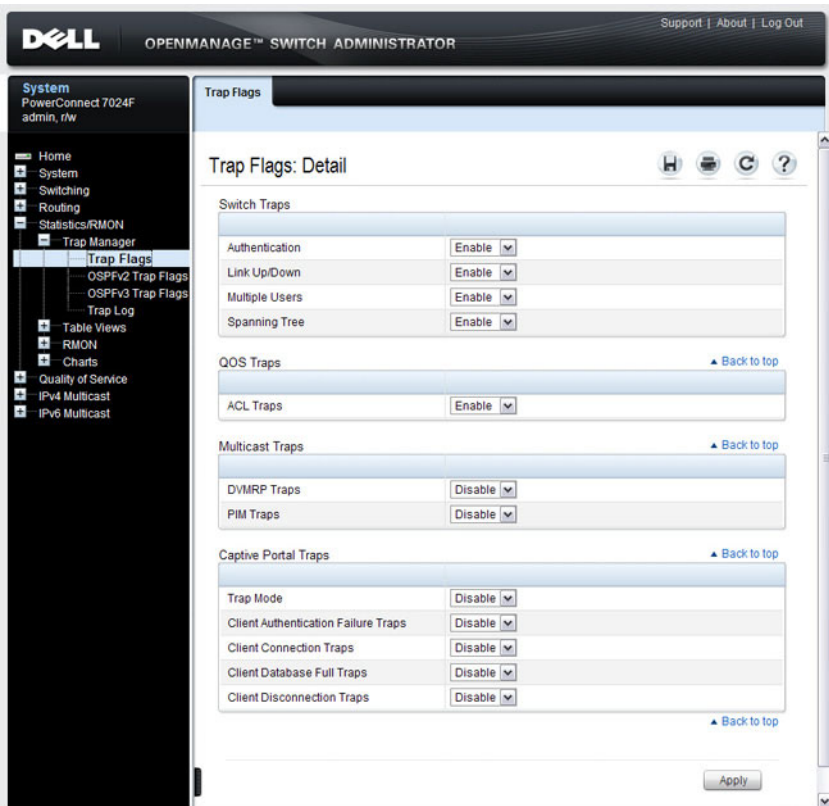 Support | About | Log Out
DELL
OPENMANAGE™ SWITCH ADMINISTRATOR
System
PowerConnect 7024F
admin, r/w
Home
System
Switching
Routing
Statistics/RMON
Trap Manager
Trap Flags
OSPFv2 Trap Flags
OSPFv3 Trap Flags
Trap Log
Table Views
RMON
Charts
Quality of Service
IPv4 Multicast
IPv6 Multicast
Trap Flags
Trap Flags: Detail
Switch Traps
Authentication Enable
Link Up/Down Enable
Multiple Users Enable
Spanning Tree Enable
QOS Traps Back to top
ACL Traps Enable
Multicast Traps Back to top
DVMRP Traps Disable
PIM Traps Disable
Captive Portal Traps Back to top
Trap Mode Disable
Client Authentication Failure Traps Disable
Client Connection Traps Disable
Client Database Full Traps Disable
Client Disconnection Traps Disable
Back to top
Apply